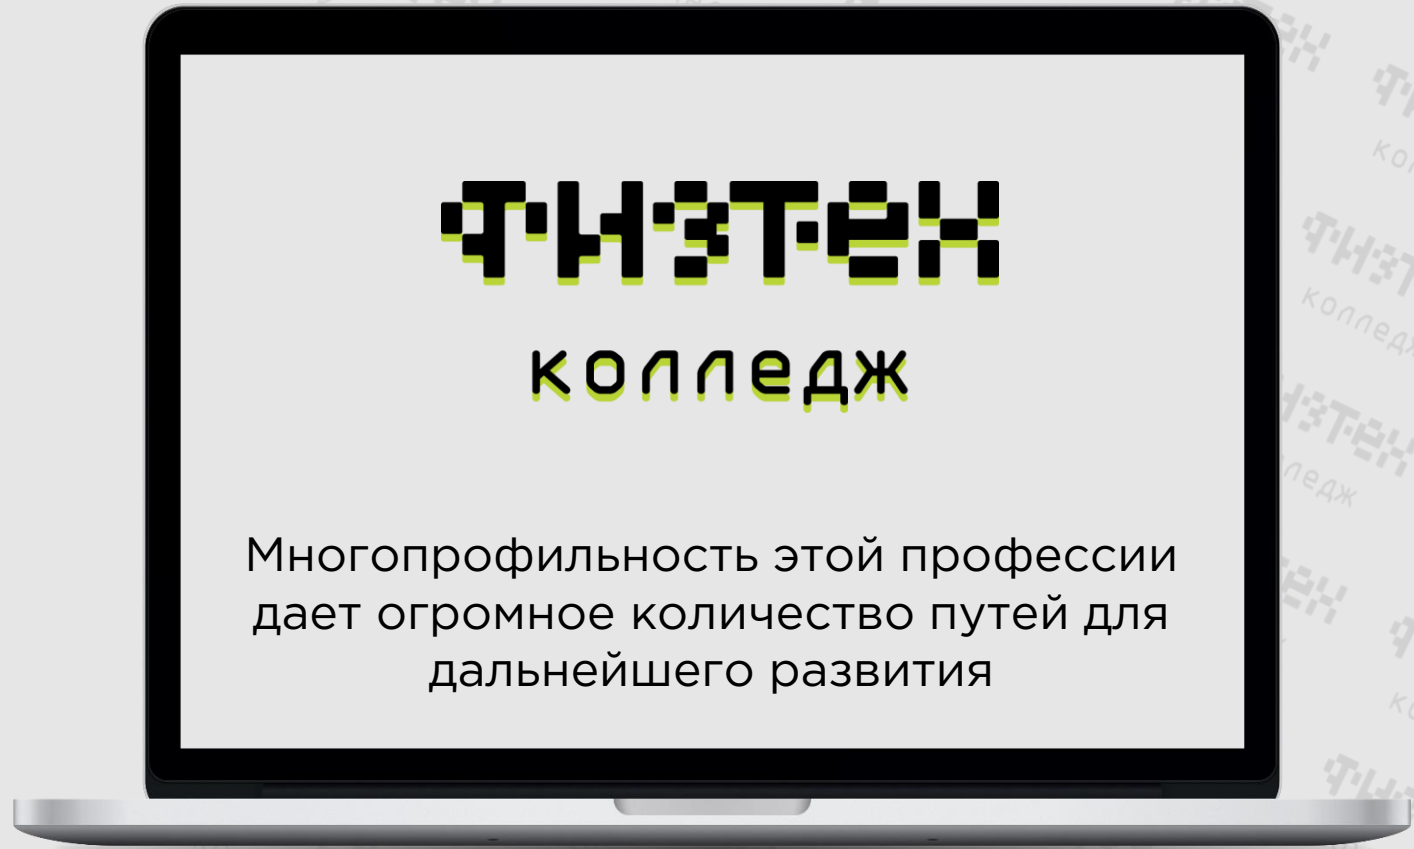 физтех
колледж
Многопрофильность этой профессии
дает огромное количество путей для
дальнейшего развития